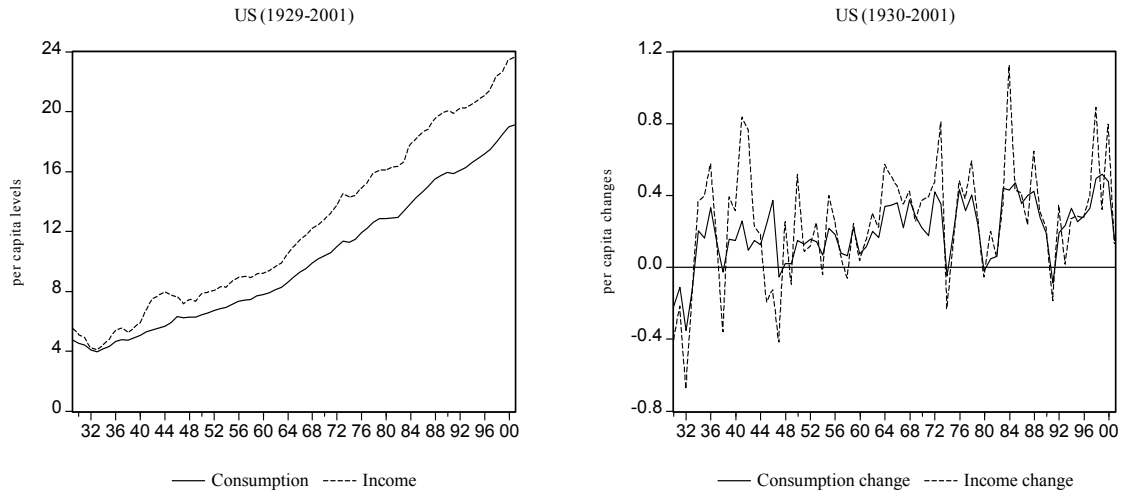 US (1929-2001)
per capita levels
24
20
16
12
8
4
0
32 36 40 44 48 52 56 60 64 68 72 76 80 84 88 92 96 00
Consumption Income
US (1930-2001)
per capita changes
1.2
0.8
0.4
0.0
-0.4
-0.8
32 36 40 44 48 52 56 60 64 68 72 76 80 84 88 92 96 00
Consumption change Income change